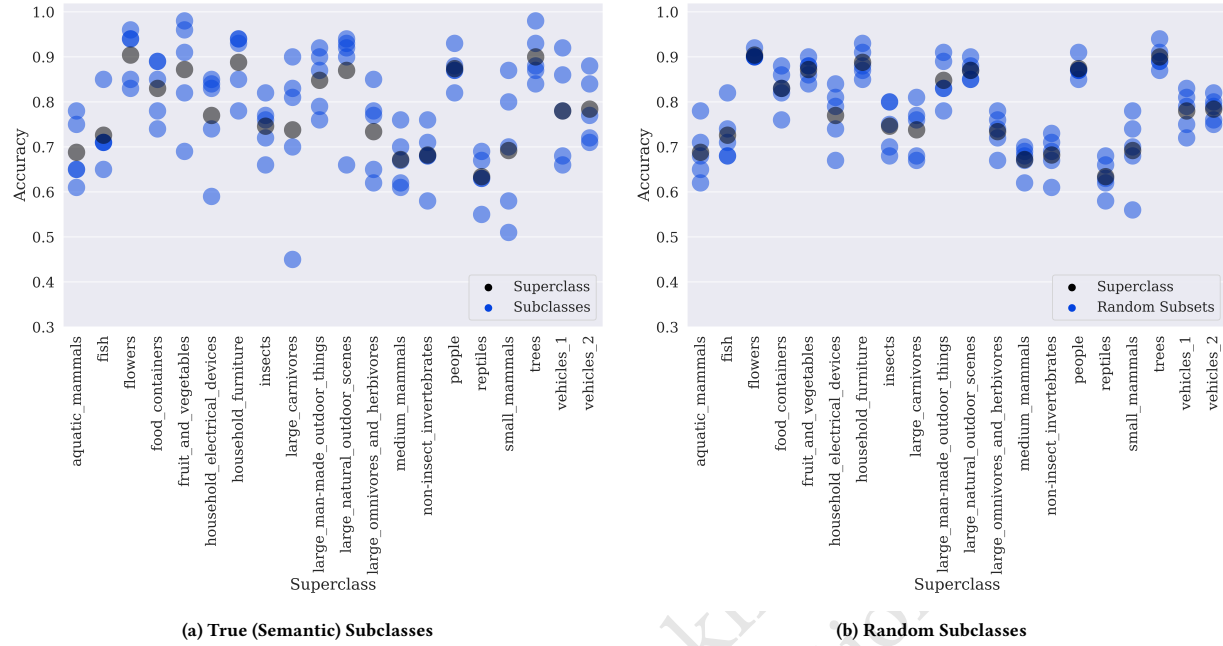 1.0
0.9
0.8
0.7
0.6
0.5
0.4
0.3
Accuracy
Superclass
Subclasses
aquatic_mammals
fish
flowers
food_containers
fruit_and_vegetables
household_electrical_devices
household_furniture
insects
large_carnivores
large_man-made_outdoor_things
large_natural_outdoor_scenes
large_omnivores_and_herbivores
medium_mammals
non-insect_invertebrates
people
reptiles
small_mammals
trees
vehicles_1
vehicles_2
Superclass
(a) True (Semantic) Subclasses
1.0
0.9
0.8
0.7
0.6
0.5
0.4
0.3
Accuracy
Superclass
Random Subsets
aquatic_mammals
fish
flowers
food_containers
fruit_and_vegetables
household_electrical_devices
household_furniture
insects
large_carnivores
large_man-made_outdoor_things
large_natural_outdoor_scenes
large_omnivores_and_herbivores
medium_mammals
non-insect_invertebrates
people
reptiles
small_mammals
trees
vehicles_1
vehicles_2
Superclass
(b) Random Subclasses